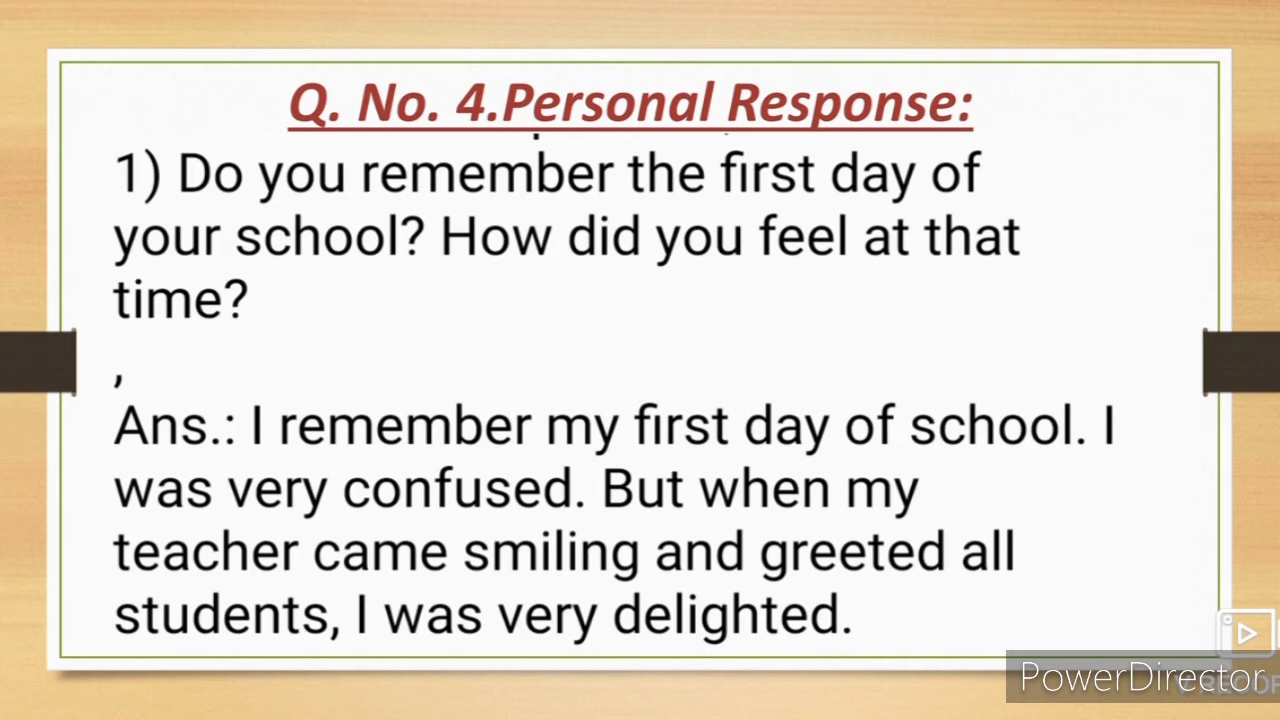 Q. No. 4.Personal Response:
1) Do you remember the first day of
your school? How did you feel at that
time?
,
Ans.: I remember my first day of school. I
was very confused. But when my
teacher came smiling and greeted all
students, I was very delighted.
PowerDirector